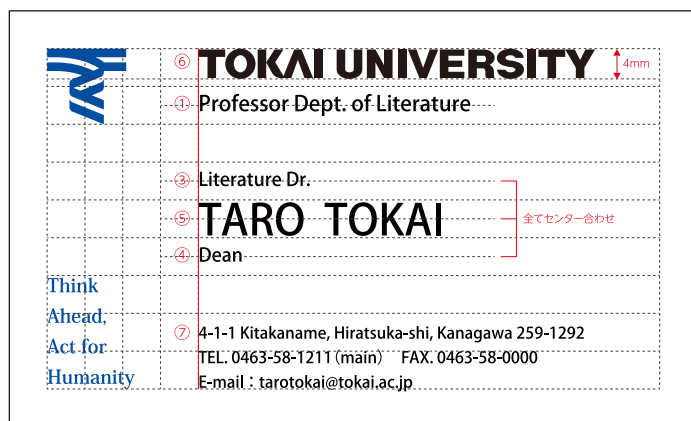 ⑥ TOKAI UNIVERSITY 4mm
① Professor Dept. of Literature
③ Literature Dr.
⑤ TARO TOKAI 全てセンター合わせ
④ Dean
Think
Ahead,
Act for
Humanity
⑦ 4-1-1 Kitakaname, Hiratsuka-shi, Kanagawa 259-1292
TEL. 0463-58-1211(main) FAX. 0463-58-0000
E-mail：tarotokai@tokai.ac.jp